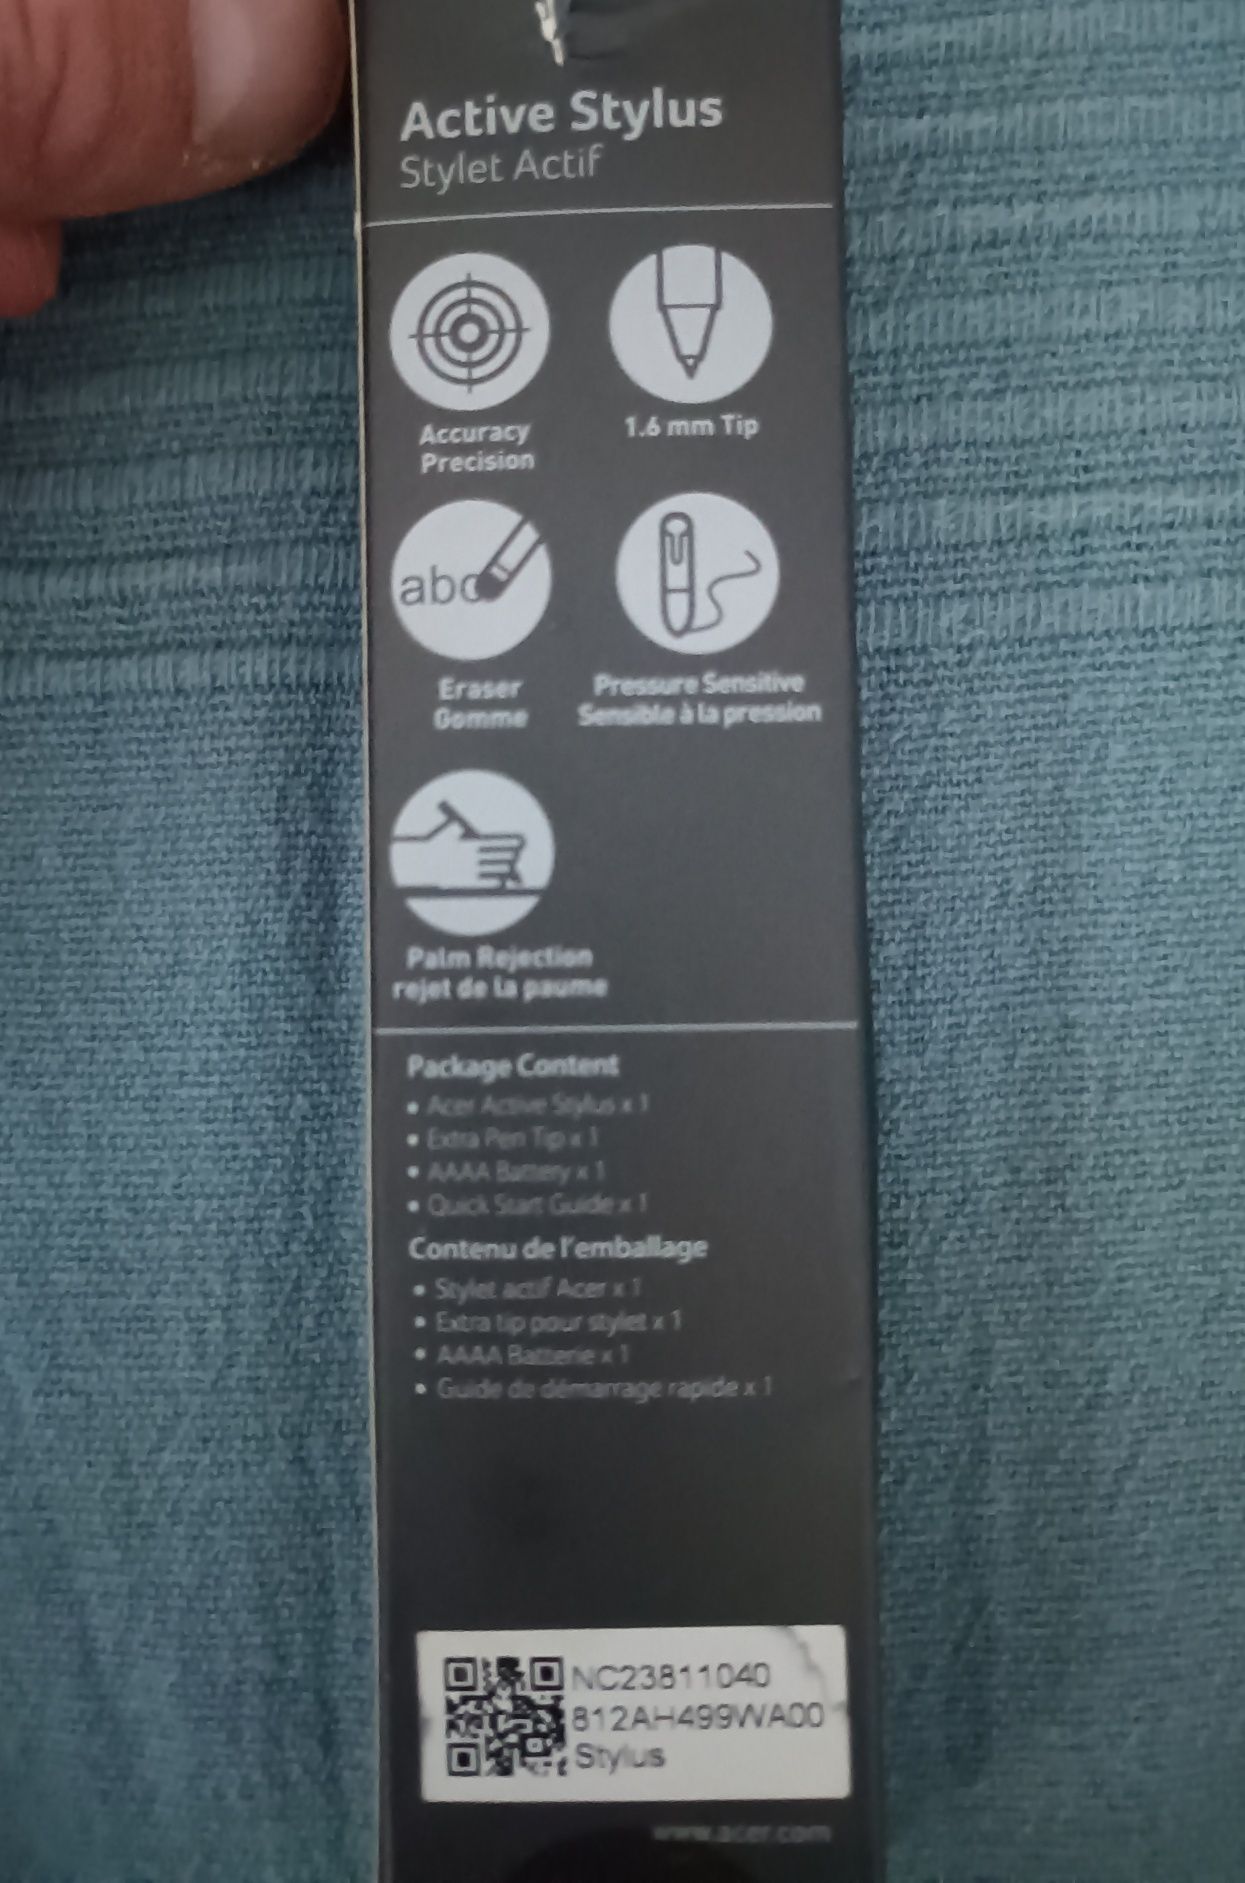 Active Stylus
Stylet Actif
Accuracy
Precision
1.6 mm Tip
abc
Eraser
Gomme
Pressure Sensitive
Sensible à la pression
Palm Rejection
rejet de la paume
Package Content
• Acer Active Stylus x 1
• Extra Pen Tip x 1
• AAAA Battery x 1
• Quick Start Guide x 1
Contenu de l'emballage
• Stylet actif Acer x 1
• Extra tip pour stylet x 1
• AAAA Batterie x 1
• Guide de démarrage rapide x 1
NC23811040
812AH499WA00
Stylus
www.acer.com